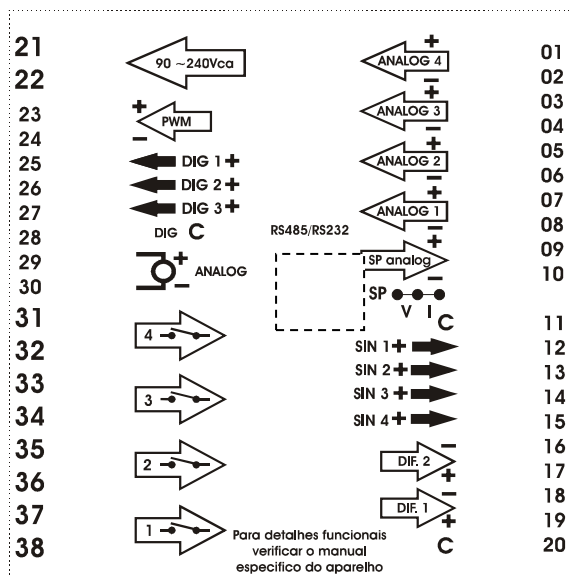 21
22
90 ~240Vca
23
24
+
PWM
−
25
DIG 1 +
26
DIG 2 +
27
DIG 3 +
28
DIG C
29
30
+
ANALOG
−
31
32
4
33
34
3
35
36
2
37
38
1
Para detalhes funcionais
verificar o manual
especifico do aparelho
RS485/RS232
+
ANALOG 4
−
01
02
+
ANALOG 3
−
03
04
+
ANALOG 2
−
05
06
+
ANALOG 1
−
07
08
+
SP analog
−
09
10
SP
V I
C
11
SIN 1 +
12
SIN 2 +
13
SIN 3 +
14
SIN 4 +
15
−
DIF. 2
+
16
17
−
DIF. 1
+
18
19
C
20